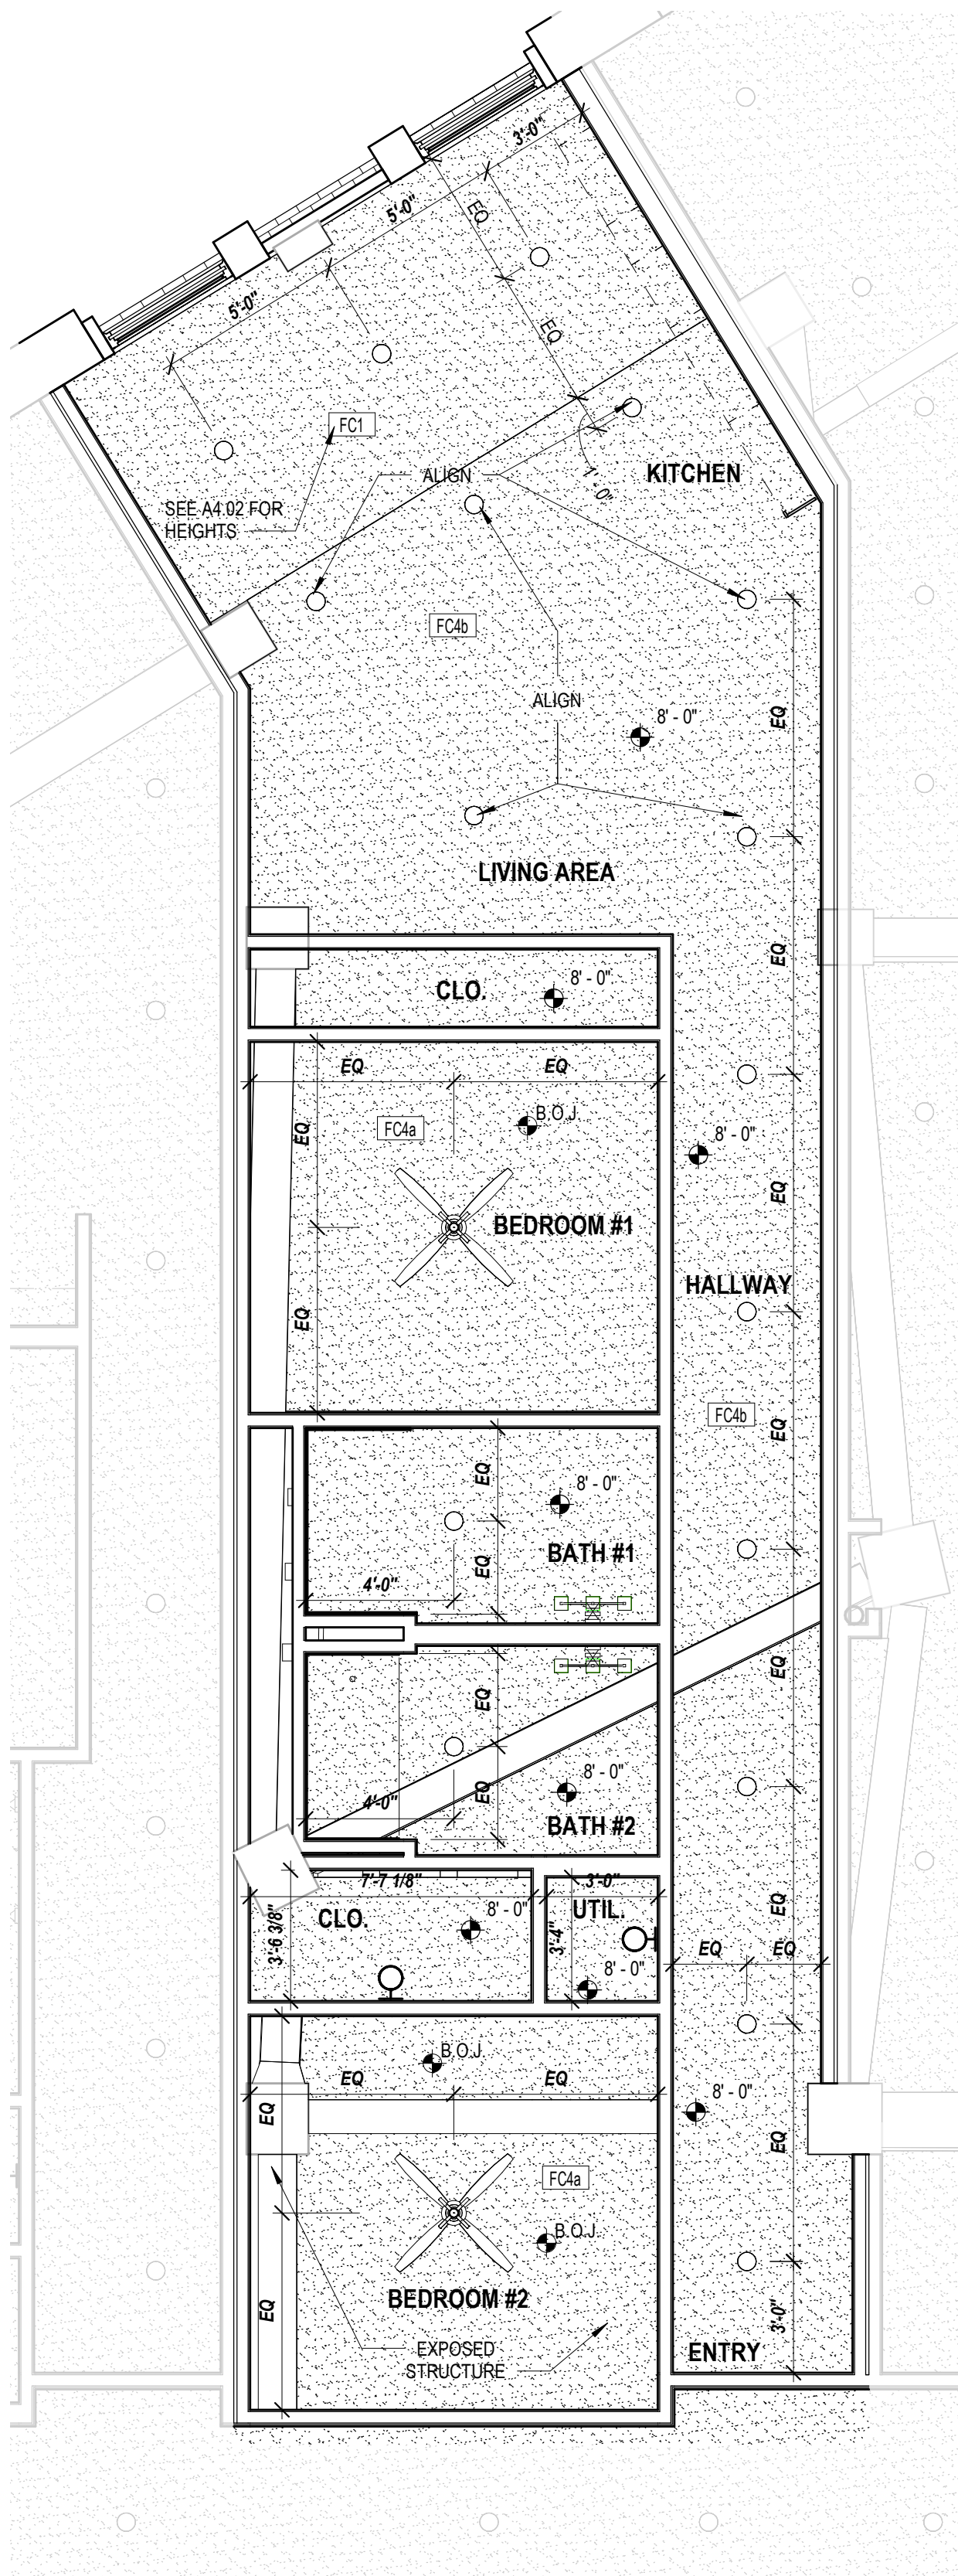 3'-0"
5'-0"
EQ
5'-0"
EQ
FC1
ALIGN
KITCHEN
1'-0"
SEE A4.02 FOR
HEIGHTS
FC4b
ALIGN
8' - 0"
EQ
LIVING AREA
EQ
8' - 0"
CLO.
EQ
EQ
B.O.J.
FC4a
EQ
8' - 0"
EQ
BEDROOM #1
HALLWAY
EQ
FC4b
EQ
EQ
8' - 0"
BATH #1
EQ
4'-0"
EQ
EQ
8' - 0"
EQ
4'-0"
BATH #2
7'-7 1/8"
3'-0"
EQ
8' - 0"
UTIL.
CLO.
3'-6 3/8"
3'-4"
EQ
EQ
8' - 0"
B.O.J.
EQ
EQ
EQ
8' - 0"
EQ
FC4a
B.O.J.
BEDROOM #2
EQ
3'-0"
EXPOSED
STRUCTURE
ENTRY